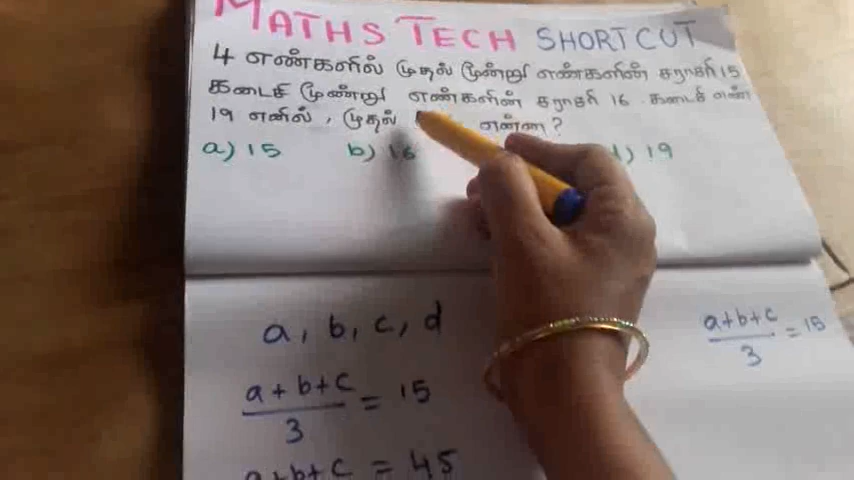 MATHS TECH SHORTCUT
4 எண்களில் முதல் மூன்று எண்களின் சராசரி 15
கடைசி மூண்று எண்களின் சராசரி 16 . கடைசி எண்
19 எனில் , முதல் என்ன ?
a) 15 b) 16 d) 19
a, b, c, d
a+b+c/3 = 15
a+b+c = 45
a+b+c/3 = 15